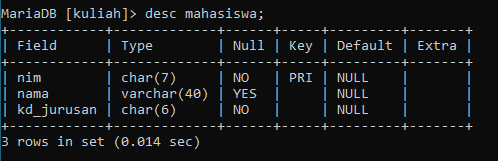 MariaDB [kuliah]> desc mahasiswa;
+------------+-------------+------+-----+---------+-------+
| Field      | Type        | Null | Key | Default | Extra |
+------------+-------------+------+-----+---------+-------+
| nim        | char(7)     | NO   | PRI | NULL    |       |
| nama       | varchar(40) | YES  |     | NULL    |       |
| kd_jurusan | char(6)     | NO   |     | NULL    |       |
+------------+-------------+------+-----+---------+-------+
3 rows in set (0.014 sec)